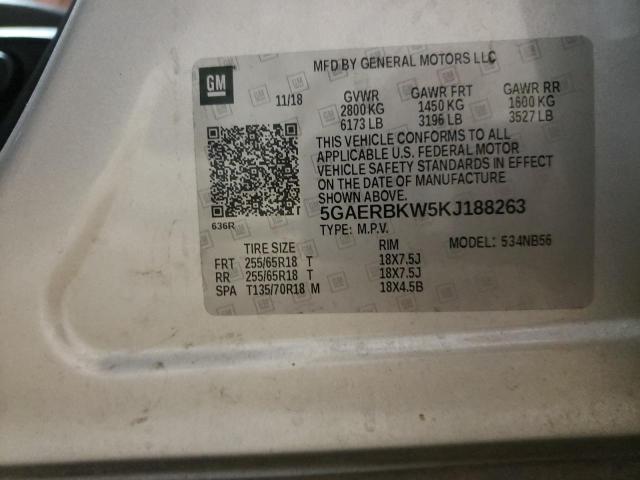 MFD BY GENERAL MOTORS LLC
GM
11/18
GVWR GAWR FRT GAWR RR
2800 KG 1450 KG 1600 KG
6173 LB 3196 LB 3527 LB
THIS VEHICLE CONFORMS TO ALL
APPLICABLE U.S. FEDERAL MOTOR
VEHICLE SAFETY STANDARDS IN EFFECT
ON THE DATE OF MANUFACTURE
SHOWN ABOVE.
5GAERBKW5KJ188263
636R
TYPE: M.P.V.
MODEL: 534NB56
TIRE SIZE RIM
FRT 255/65R18 T 18X7.5J
RR 255/65R18 T 18X7.5J
SPA T135/70R18 M 18X4.5B